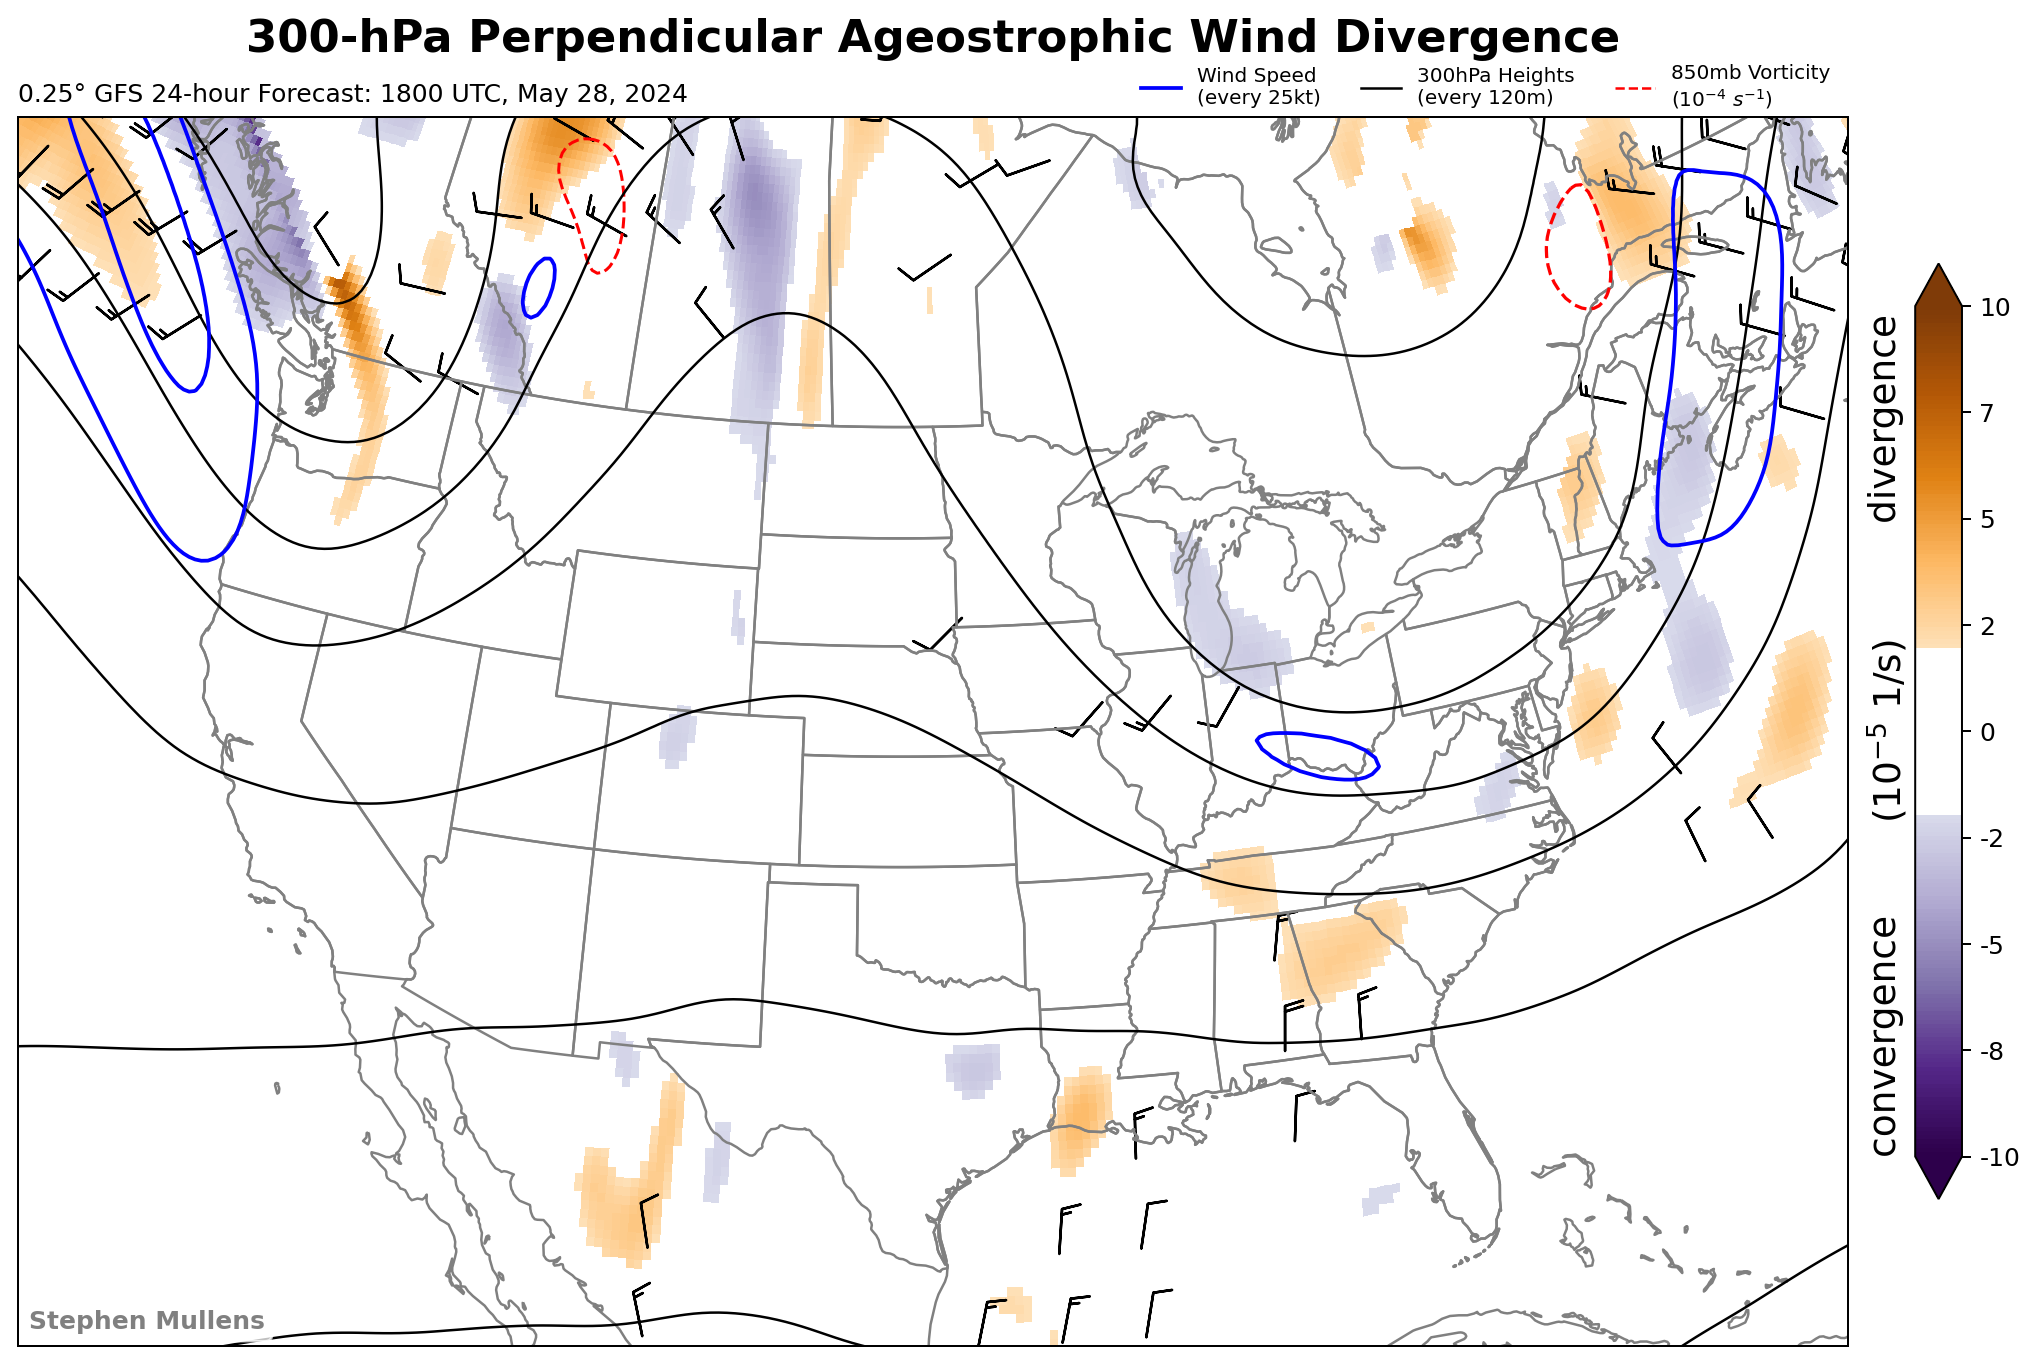 300-hPa Perpendicular Ageostrophic Wind Divergence
0.25° GFS 24-hour Forecast: 1800 UTC, May 28, 2024
Wind Speed
(every 25kt)
300hPa Heights
(every 120m)
850mb Vorticity
(10⁻⁴ s⁻¹)
10
7
5
2
0
-2
-5
-8
-10
convergence (10⁻⁵ 1/s) divergence
Stephen Mullens